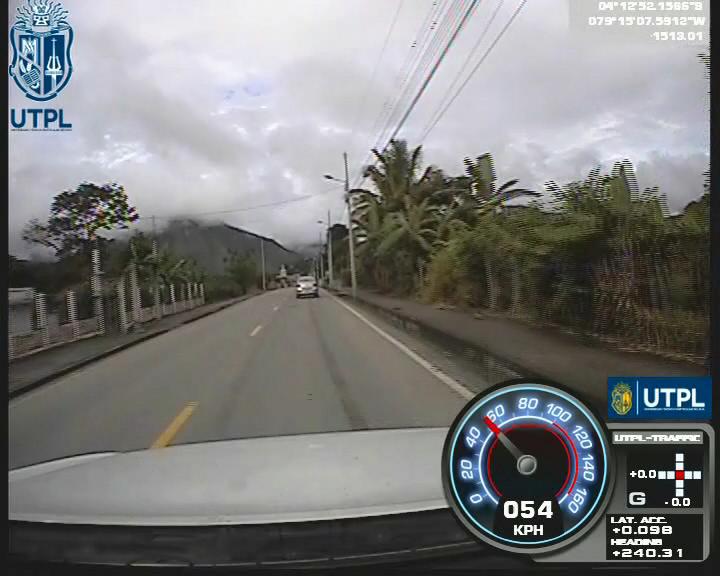 04°12'52.1566"S
079°15'07.5912"W
1513.01
UTPL
UTPL
UTPL-TRAFFIC
0 20 40 60 80 100 120 140 160
054
KPH
+0.0
G
-0.0
LAT. ACC.
+0.098
HEADING
+240.31